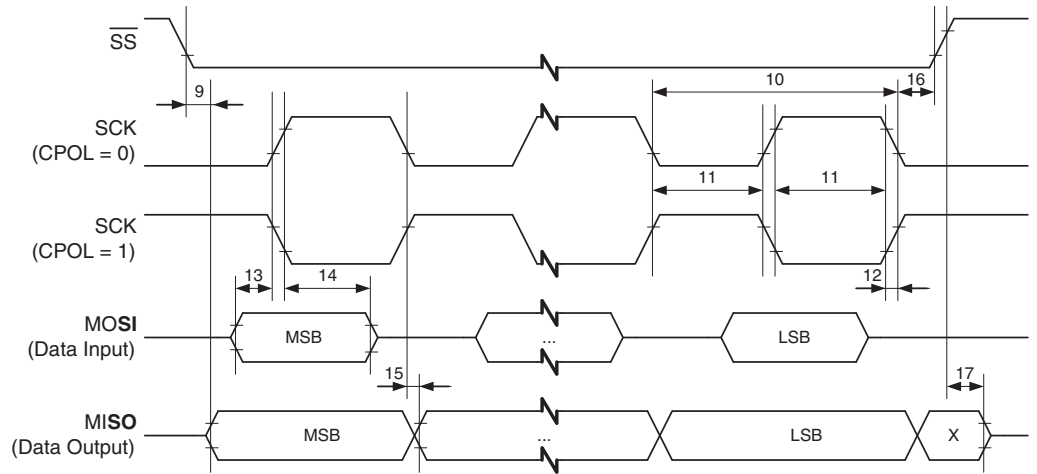 SS
10
16
9
SCK
(CPOL = 0)
11
11
SCK
(CPOL = 1)
13
14
12
MOSI
(Data Input)
MSB
...
LSB
15
17
MISO
(Data Output)
MSB
...
LSB
X